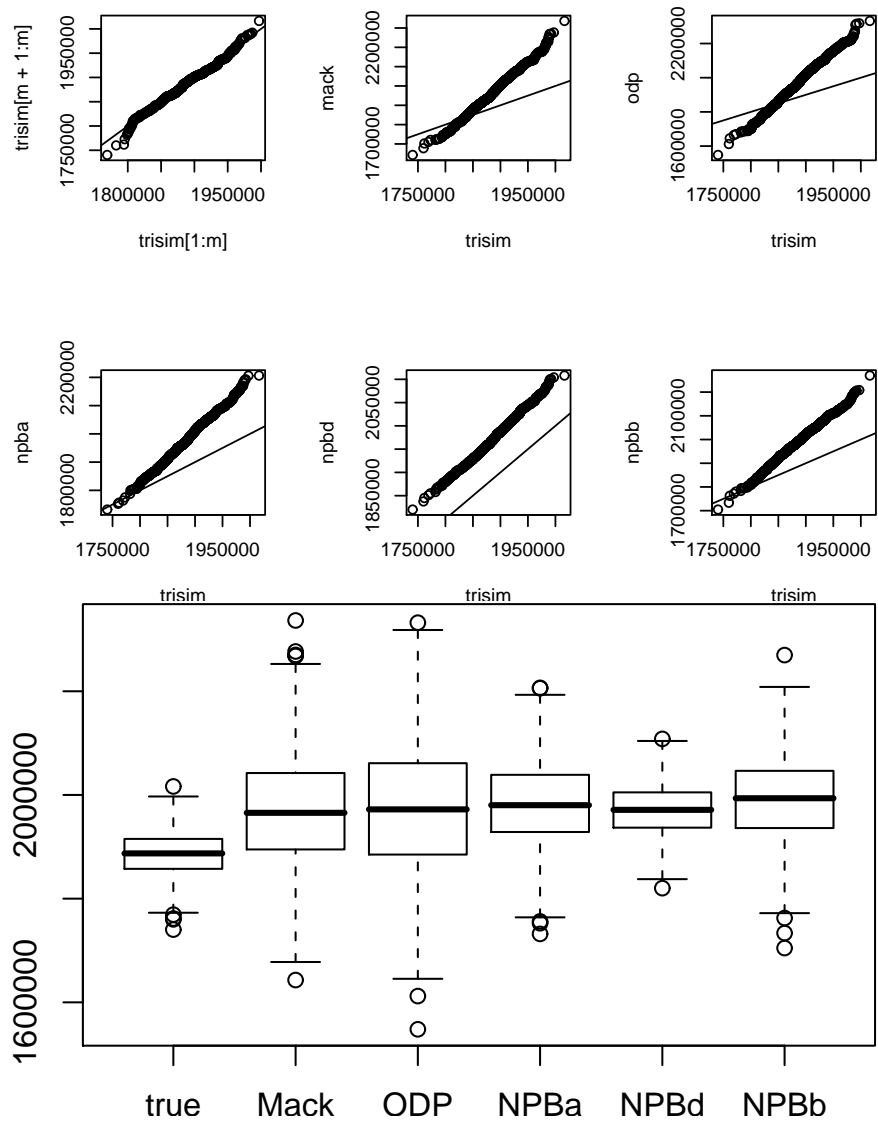 trisim[m + 1:m]
1750000 1950000
1800000 1950000
trisim[1:m]
mack
1700000 2200000
1750000 1950000
trisim
odp
1600000 2200000
1750000 1950000
trisim
npba
1800000 2200000
1750000 1950000
trisim
npbd
1850000 2050000
1750000 1950000
trisim
npbb
1700000 2100000
1750000 1950000
trisim
1600000 2000000
true Mack ODP NPBa NPBd NPBb